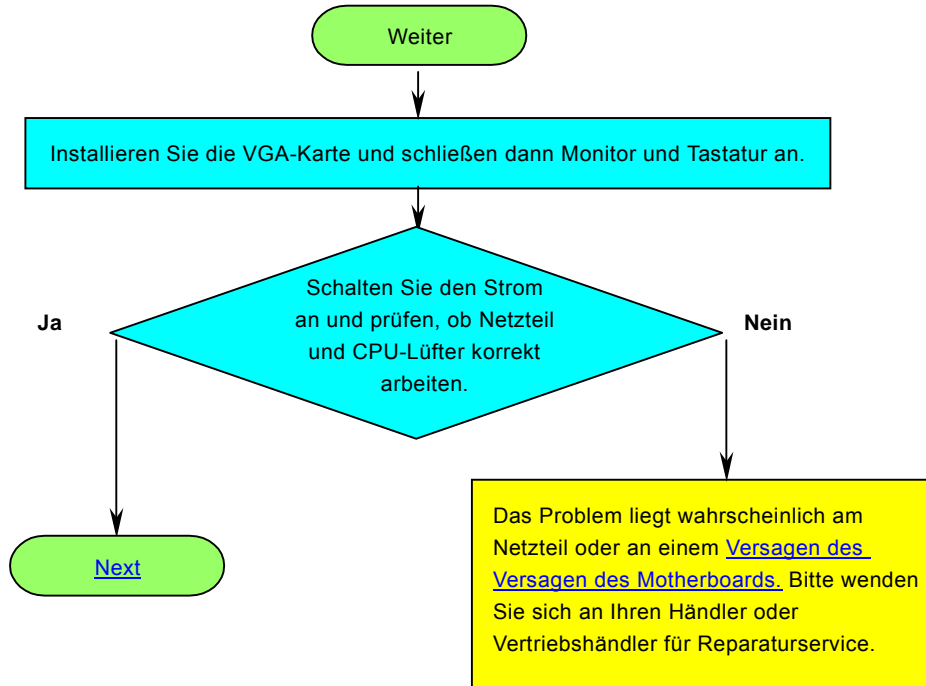 Weiter
Installieren Sie die VGA-Karte und schließen dann Monitor und Tastatur an.
Schalten Sie den Strom
an und prüfen, ob Netzteil
und CPU-Lüfter korrekt
arbeiten.
Ja
Nein
Next
Das Problem liegt wahrscheinlich am
Netzteil oder an einem Versagen des
Versagen des Motherboards. Bitte wenden
Sie sich an Ihren Händler oder
Vertriebshändler für Reparaturservice.